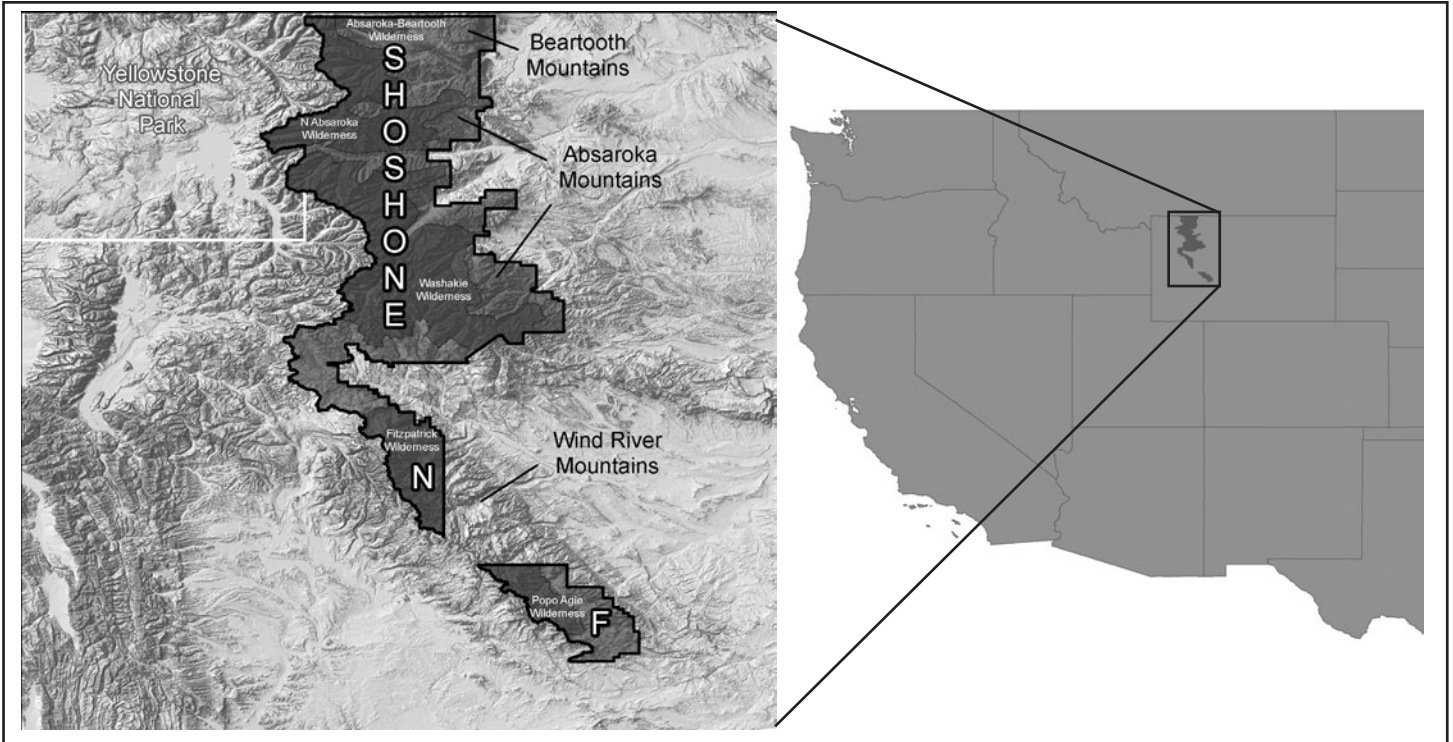 Absaroka-Beartooth
Wilderness
Beartooth
Mountains
Yellowstone
National
Park
N Absaroka
Wilderness
Absaroka
Mountains
SHOSHONE
Washakie
Wilderness
Fitzpatrick
Wilderness
N
Wind River
Mountains
Popo Agie
Wilderness
F